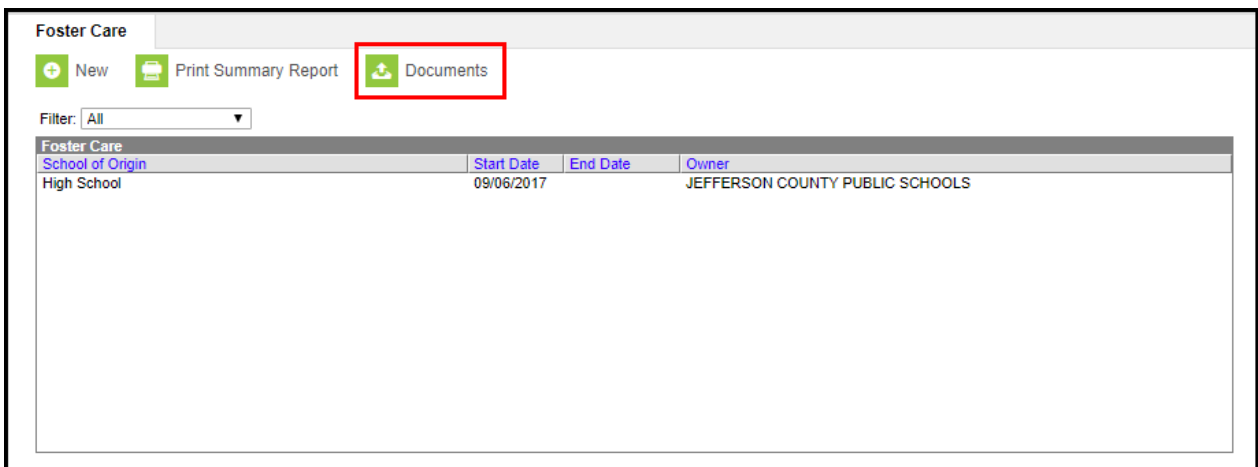 Foster Care
New Print Summary Report Documents
Filter: All
Foster Care
School of Origin Start Date End Date Owner
High School 09/06/2017 JEFFERSON COUNTY PUBLIC SCHOOLS